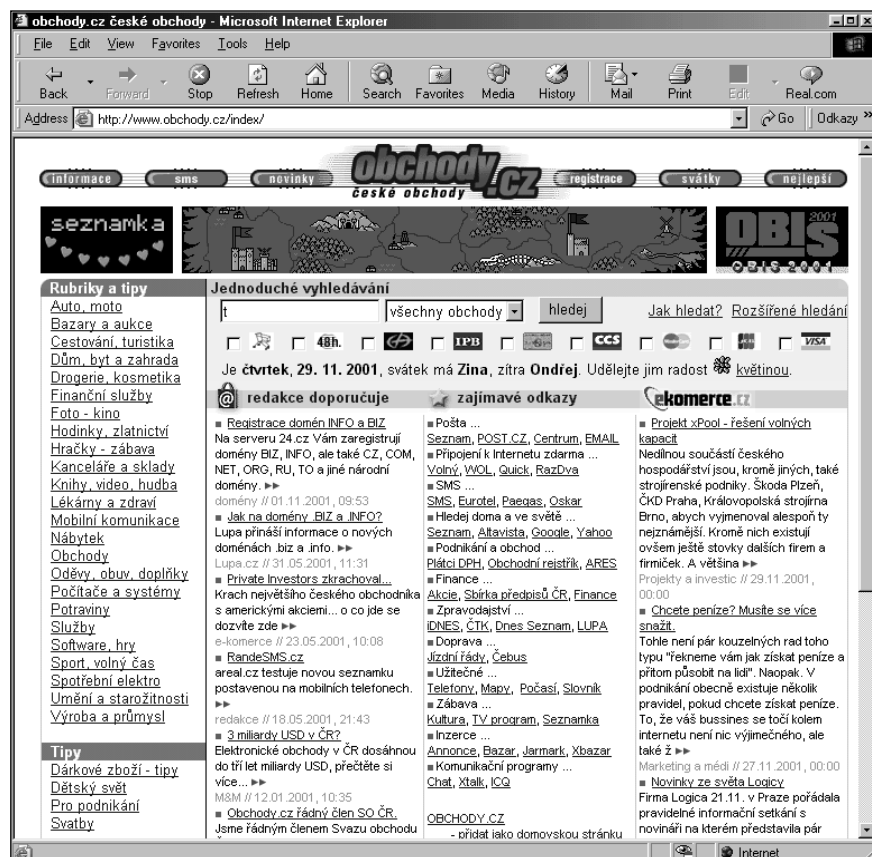 obchody.cz české obchody - Microsoft Internet Explorer
File Edit View Favorites Tools Help
Back Forward Stop Refresh Home Search Favorites Media History Mail Print Edit Real.com
Address http://www.obchody.cz/index/ Go Odkazy »
informace sms novinky obchody.cz registrace svátky nejlepší
české obchody
seznamka OBIS 2001
OBIS 2001
Rubriky a tipy
Auto, moto
Bazary a aukce
Cestování, turistika
Dům, byt a zahrada
Drogerie, kosmetika
Finanční služby
Foto - kino
Hodinky, zlatnictví
Hračky - zábava
Kanceláře a sklady
Knihy, video, hudba
Lékárny a zdraví
Mobilní komunikace
Nábytek
Obchody
Oděvy, obuv, doplňky
Počítače a systémy
Potraviny
Služby
Software, hry
Sport, volný čas
Spotřební elektro
Umění a starožitnosti
Výroba a průmysl
Tipy
Dárkové zboží - tipy
Dětský svět
Pro podnikání
Svatby
Jednoduché vyhledávání
t všechny obchody hledej Jak hledat? Rozšířené hledání
48h. IPB CCS VISA
Je čtvrtek, 29. 11. 2001, svátek má Zina, zítra Ondřej. Udělejte jim radost květinou.
redakce doporučuje
Registrace domén INFO a BIZ
Na serveru 24.cz Vám zaregistrují
domény BIZ, INFO, ale také CZ, COM,
NET, ORG, RU, TO a jiné národní
domény. ►►
domény // 01.11.2001, 09:53
Jak na domény .BIZ a .INFO?
Lupa přináší informace o nových
doménách .biz a .info. ►►
Lupa.cz // 31.05.2001, 11:31
Private Investors zkrachoval...
Krach největšího českého obchodníka
s americkými akciemi... o co jde se
dozvíte zde ►►
e-komerce // 23.05.2001, 10:08
RandeSMS.cz
areal.cz testuje novou seznamku
postavenou na mobilních telefonech.
►►
redakce // 18.05.2001, 21:43
3 miliardy USD v ČR?
Elektronické obchody v ČR dosáhnou
do tří let miliardy USD, přečtěte si
více... ►►
M&M // 12.01.2001, 10:35
Obchody.cz řádný člen SO ČR.
Jsme řádným členem Svazu obchodu
zajímavé odkazy
Pošta ...
Seznam, POST.CZ, Centrum, EMAIL
Připojení k Internetu zdarma ...
Volný, WOL, Quick, RazDva
SMS ...
SMS, Eurotel, Paegas, Oskar
Hledej doma a ve světě ...
Seznam, Altavista, Google, Yahoo
Podnikání a obchod ...
Plátci DPH, Obchodní rejstřík, ARES
Finance ...
Akcie, Sbírka předpisů ČR, Finance
Zpravodajství ...
iDNES, ČTK, Dnes Seznam, LUPA
Doprava ...
Jízdní řády, Čebus
Užitečné ...
Telefony, Mapy, Počasí, Slovník
Zábava ...
Kultura, TV program, Seznamka
Inzerce ...
Annonce, Bazar, Jarmark, Xbazar
Komunikační programy ...
Chat, Xtalk, ICQ
OBCHODY.CZ
- přidat jako domovskou stránku
ekomerce.cz
Projekt xPool - řešení volných
kapacit
Nedílnou součástí českého
hospodářství jsou, kromě jiných, také
strojírenské podniky. Škoda Plzeň,
ČKD Praha, Královopolská strojírna
Brno, abych vyjmenoval alespoň ty
nejznámější. Kromě nich existují
ovšem ještě stovky dalších firem a
firmiček. A většina ►►
Projekty a investic // 29.11.2001,
00:00
Chcete peníze? Musíte se více
snažit.
Tohle není pár kouzelných rad toho
typu "řekneme vám jak získat peníze a
přitom působit na lidi". Naopak. V
podnikání obecně existuje několik
pravidel, pokud chcete získat peníze.
To, že váš bussines se točí kolem
internetu není nic výjimečného, ale
také ž ►►
Marketing a médi // 27.11.2001, 00:00
Novinky ze světa Logicy
Firma Logica 21.11. v Praze pořádala
pravidelné informační setkání s
novináři na kterém představila pár
Internet